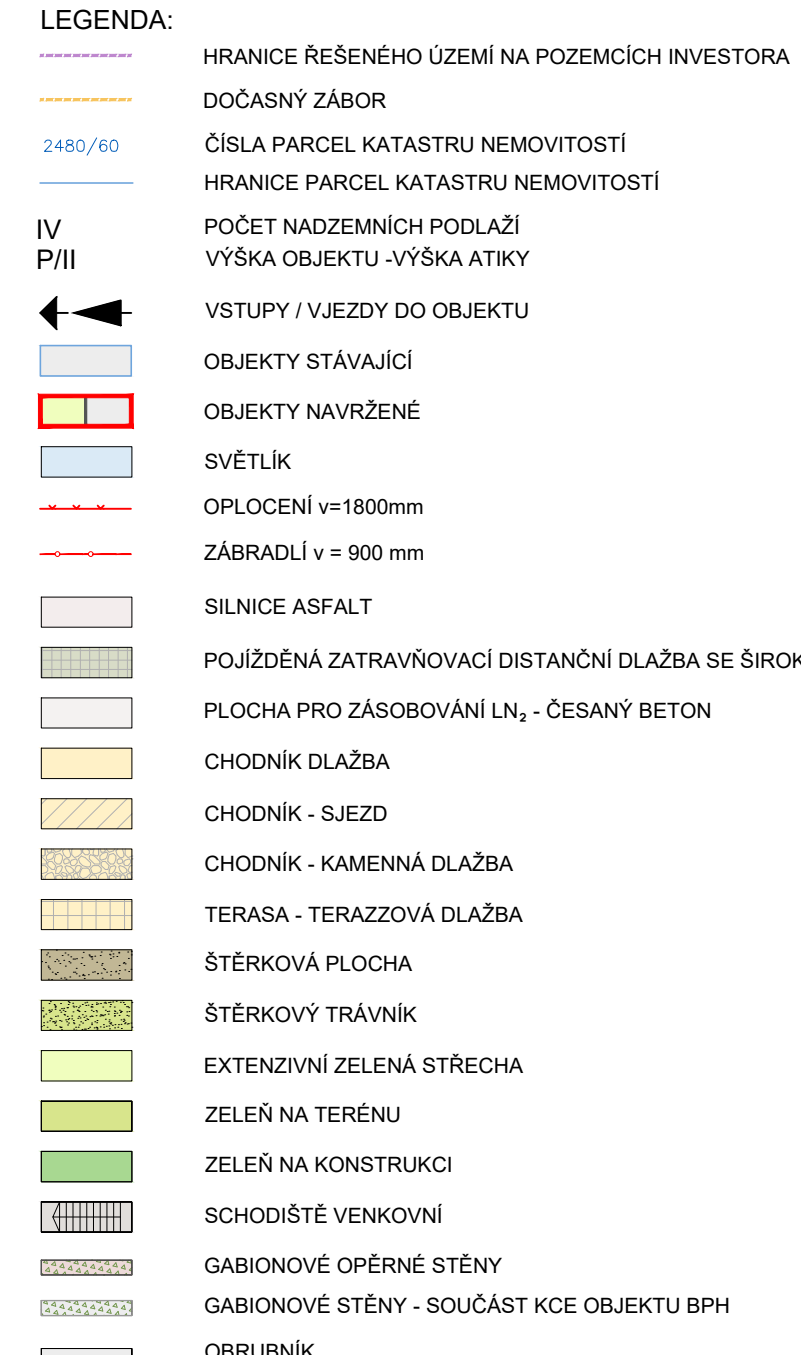 LEGENDA:
HRANICE ŘEŠENÉHO ÚZEMÍ NA POZEMCÍCH INVESTORA
DOČASNÝ ZÁBOR
2480/60 ČÍSLA PARCEL KATASTRU NEMOVITOSTÍ
HRANICE PARCEL KATASTRU NEMOVITOSTÍ
IV POČET NADZEMNÍCH PODLAŽÍ
P/II VÝŠKA OBJEKTU -VÝŠKA ATIKY
VSTUPY / VJEZDY DO OBJEKTU
OBJEKTY STÁVAJÍCÍ
OBJEKTY NAVRŽENÉ
SVĚTLÍK
OPLOCENÍ v=1800mm
ZÁBRADLÍ v = 900 mm
SILNICE ASFALT
POJÍŽDĚNÁ ZATRAVŇOVACÍ DISTANČNÍ DLAŽBA SE ŠIROK
PLOCHA PRO ZÁSOBOVÁNÍ LN₂ - ČESANÝ BETON
CHODNÍK DLAŽBA
CHODNÍK - SJEZD
CHODNÍK - KAMENNÁ DLAŽBA
TERASA - TERAZZOVÁ DLAŽBA
ŠTĚRKOVÁ PLOCHA
ŠTĚRKOVÝ TRÁVNÍK
EXTENZIVNÍ ZELENÁ STŘECHA
ZELEŇ NA TERÉNU
ZELEŇ NA KONSTRUKCI
SCHODIŠTĚ VENKOVNÍ
GABIONOVÉ OPĚRNÉ STĚNY
GABIONOVÉ STĚNY - SOUČÁST KCE OBJEKTU BPH
OBRUBNÍK